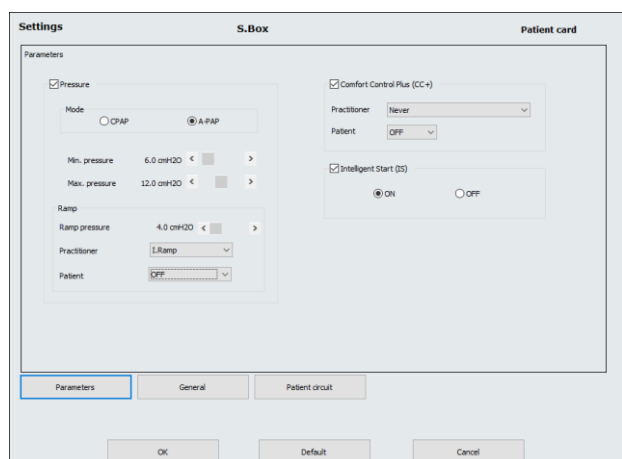 Settings S.Box Patient card
Parameters
Pressure
Mode
CPAP A-PAP
Min. pressure 6.0 cmH2O < >
Max. pressure 12.0 cmH2O < >
Ramp
Ramp pressure 4.0 cmH2O < >
Practitioner I.Ramp
Patient OFF
Comfort Control Plus (CC+)
Practitioner Never
Patient OFF
Intelligent Start (IS)
ON OFF
Parameters General Patient circuit
OK Default Cancel